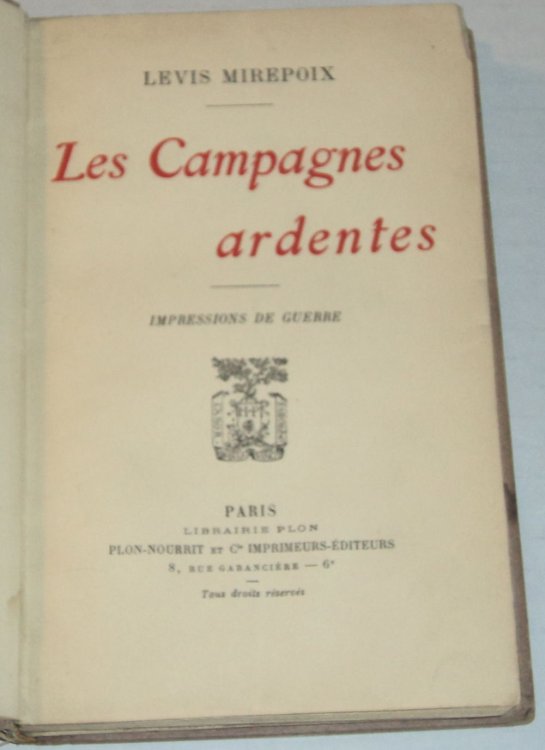 LEVIS MIREPOIX
Les Campagnes
ardentes
IMPRESSIONS DE GUERRE
PARIS
LIBRAIRIE PLON
PLON-NOURRIT ET Cie IMPRIMEURS-ÉDITEURS
8, RUE GARANCIÈRE — 6e
Tous droits réservés